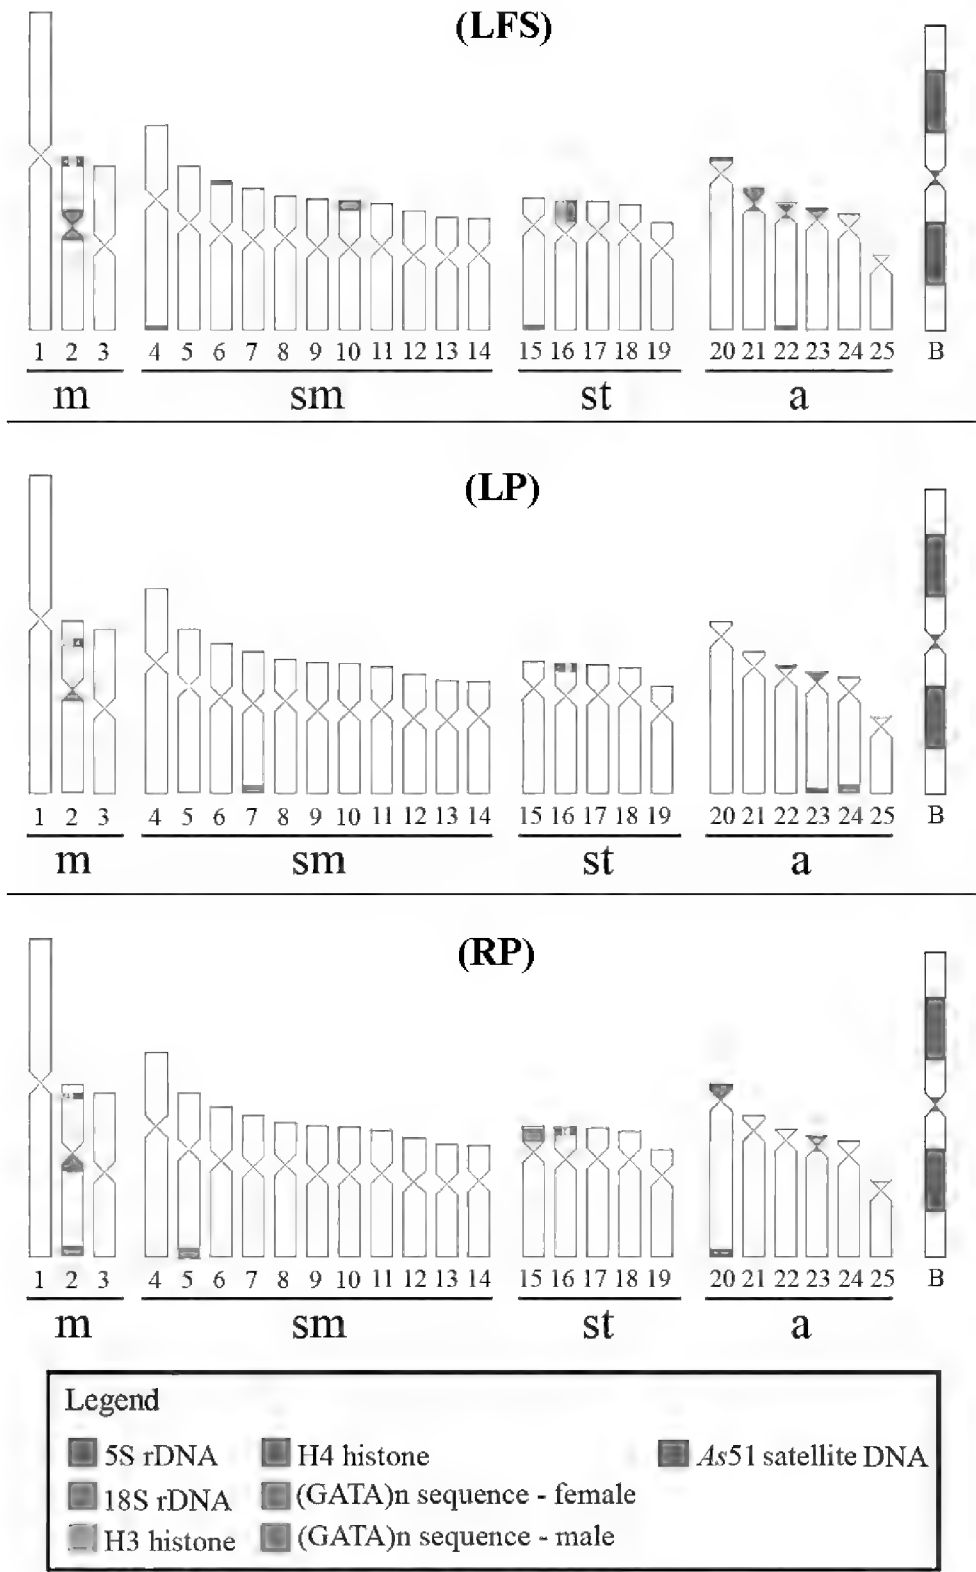 (LFS)
1 2 3 4 5 6 7 8 9 10 11 12 13 14 15 16 17 18 19 20 21 22 23 24 25 B
m sm st a
(LP)
1 2 3 4 5 6 7 8 9 10 11 12 13 14 15 16 17 18 19 20 21 22 23 24 25 B
m sm st a
(RP)
1 2 3 4 5 6 7 8 9 10 11 12 13 14 15 16 17 18 19 20 21 22 23 24 25 B
m sm st a
Legend
5S rDNA H4 histone As51 satellite DNA
18S rDNA (GATA)n sequence - female
H3 histone (GATA)n sequence - male